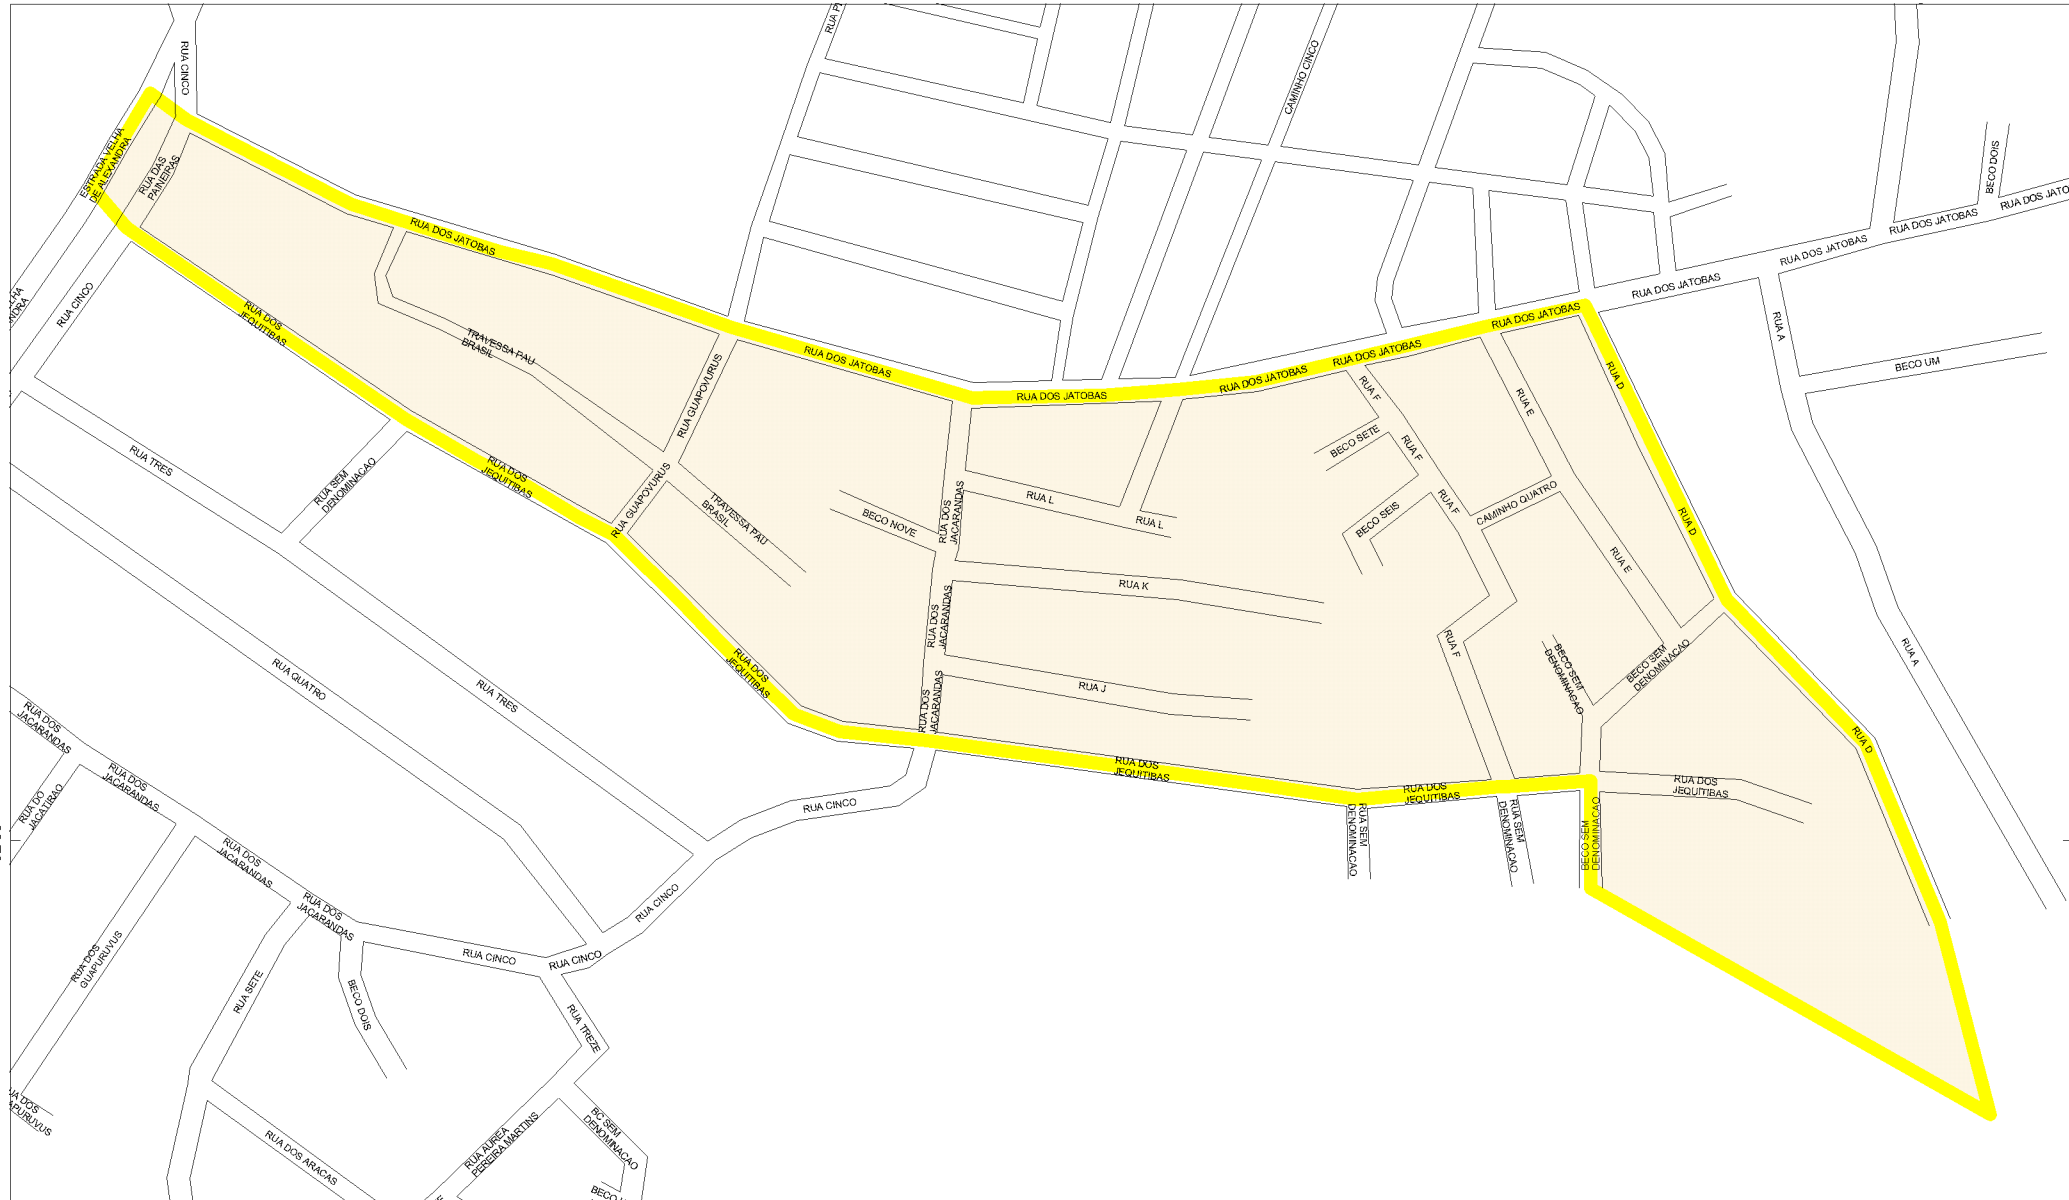 RUA CINCO
CAMINHO CINCO
BECO DOIS
ESTRADA VELHA
DE ALEXANDRA
RUA DAS
PAINEIRAS
RUA DOS JATOBAS
RUA DOS JATOBAS
RUA DOS JATOBAS
RUA DOS JATOBAS
RUA DOS JATOBAS
RUA DOS JATOBAS
RUA DOS JATOBAS
RUA DOS JATOBAS
RUA DOS JATOBAS
RUA DOS JATO
RUA CINCO
RUA DOS
JEQUITIBAS
TRAVESSA PAU
BRASIL
RUA GUAPOVURUS
RUA A
BECO UM
RUA D
RUA F
RUA E
BECO SETE
RUA F
RUA TRES
RUA SEM
DENOMINACAO
RUA DOS
JEQUITIBAS
RUA GUAPOVURUS
TRAVESSA PAU
BRASIL
BECO NOVE
RUA DOS
JACARANDAS
RUA L
RUA L
BECO SEIS
RUA F
CAMINHO QUATRO
RUA D
RUA E
RUA K
RUA DOS
JACARANDAS
RUA F
BECO SEM
DENOMINACAO
BECO SEM
DENOMINACAO
RUA A
RUA QUATRO
RUA TRES
RUA DOS
JEQUITIBAS
RUA DOS
JACARANDAS
RUA J
RUA D
RUA DOS
JACARANDAS
RUA DOS
JACARANDAS
RUA DO
JACATIRAO
RUA CINCO
RUA DOS
JEQUITIBAS
RUA DOS
JEQUITIBAS
RUA DOS
JEQUITIBAS
RUA SEM
DENOMINACAO
RUA SEM
DENOMINACAO
BECO SEM
DENOMINACAO
RUA DOS
JACARANDAS
RUA DOS
JACARANDAS
RUA CINCO
RUA CINCO
RUA CINCO
RUA DOS
GUAPURUVUS
RUA SETE
BECO DOIS
RUA TREZE
RUA DOS ARACAS
RUA AUREA
PEREIRA MARTINS
BC SEM
DENOMINACAO
BECO